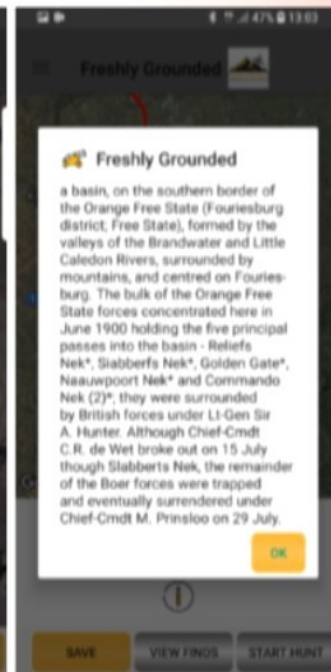 47% 13:03
Freshly Grounded
Freshly Grounded
a basin, on the southern border of
the Orange Free State (Fouriesburg
district, Free State), formed by the
valleys of the Brandwater and Little
Caledon Rivers, surrounded by
mountains, and centred on Fouries-
burg. The bulk of the Orange Free
State forces concentrated here in
June 1900 holding the five principal
passes into the basin - Reliefs
Nek*, Slabberts Nek*, Golden Gate*,
Naauwpoort Nek* and Commando
Nek (2)*, they were surrounded
by British forces under Lt-Gen Sir
A. Hunter. Although Chief-Cmdt
C.R. de Wet broke out on 15 July
though Slabberts Nek, the remainder
of the Boer forces were trapped
and eventually surrendered under
Chief-Cmdt M. Prinsloo on 29 July.
OK
SAVE
VIEW FINDS
START HUNT